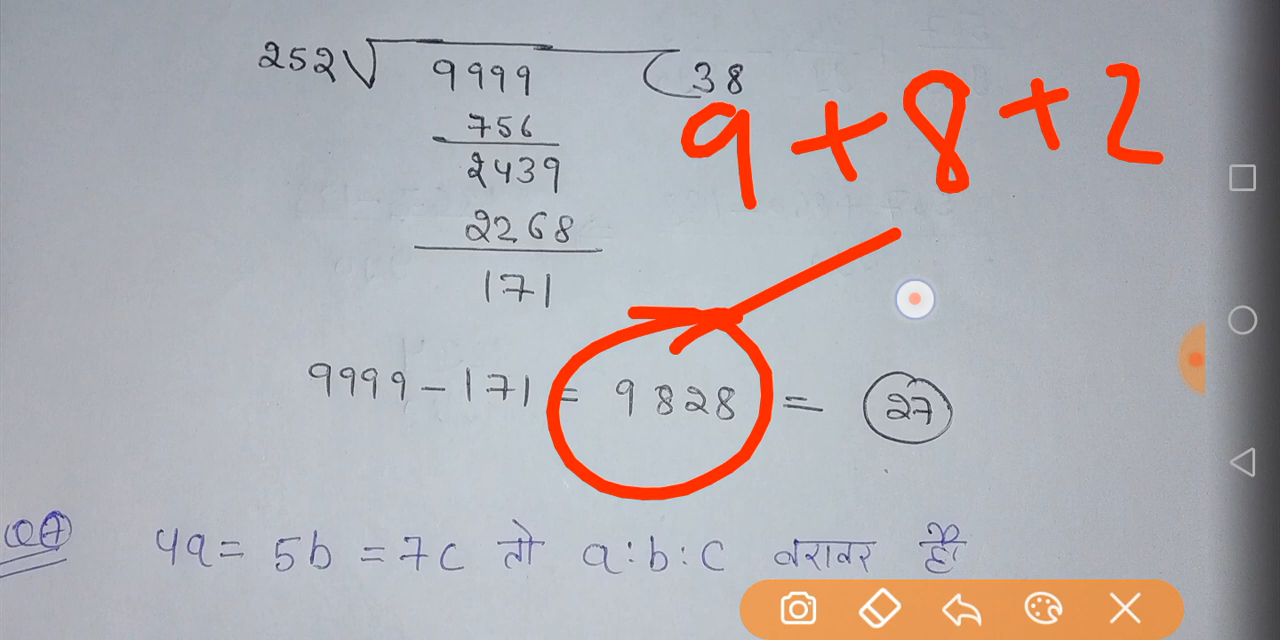 252√ 9999 ( 38
- 756
2439
2268
171
9 + 8 + 2
9999 - 171 = 9828 = 27
Q7 4a = 5b = 7c तो a : b : c बराबर है